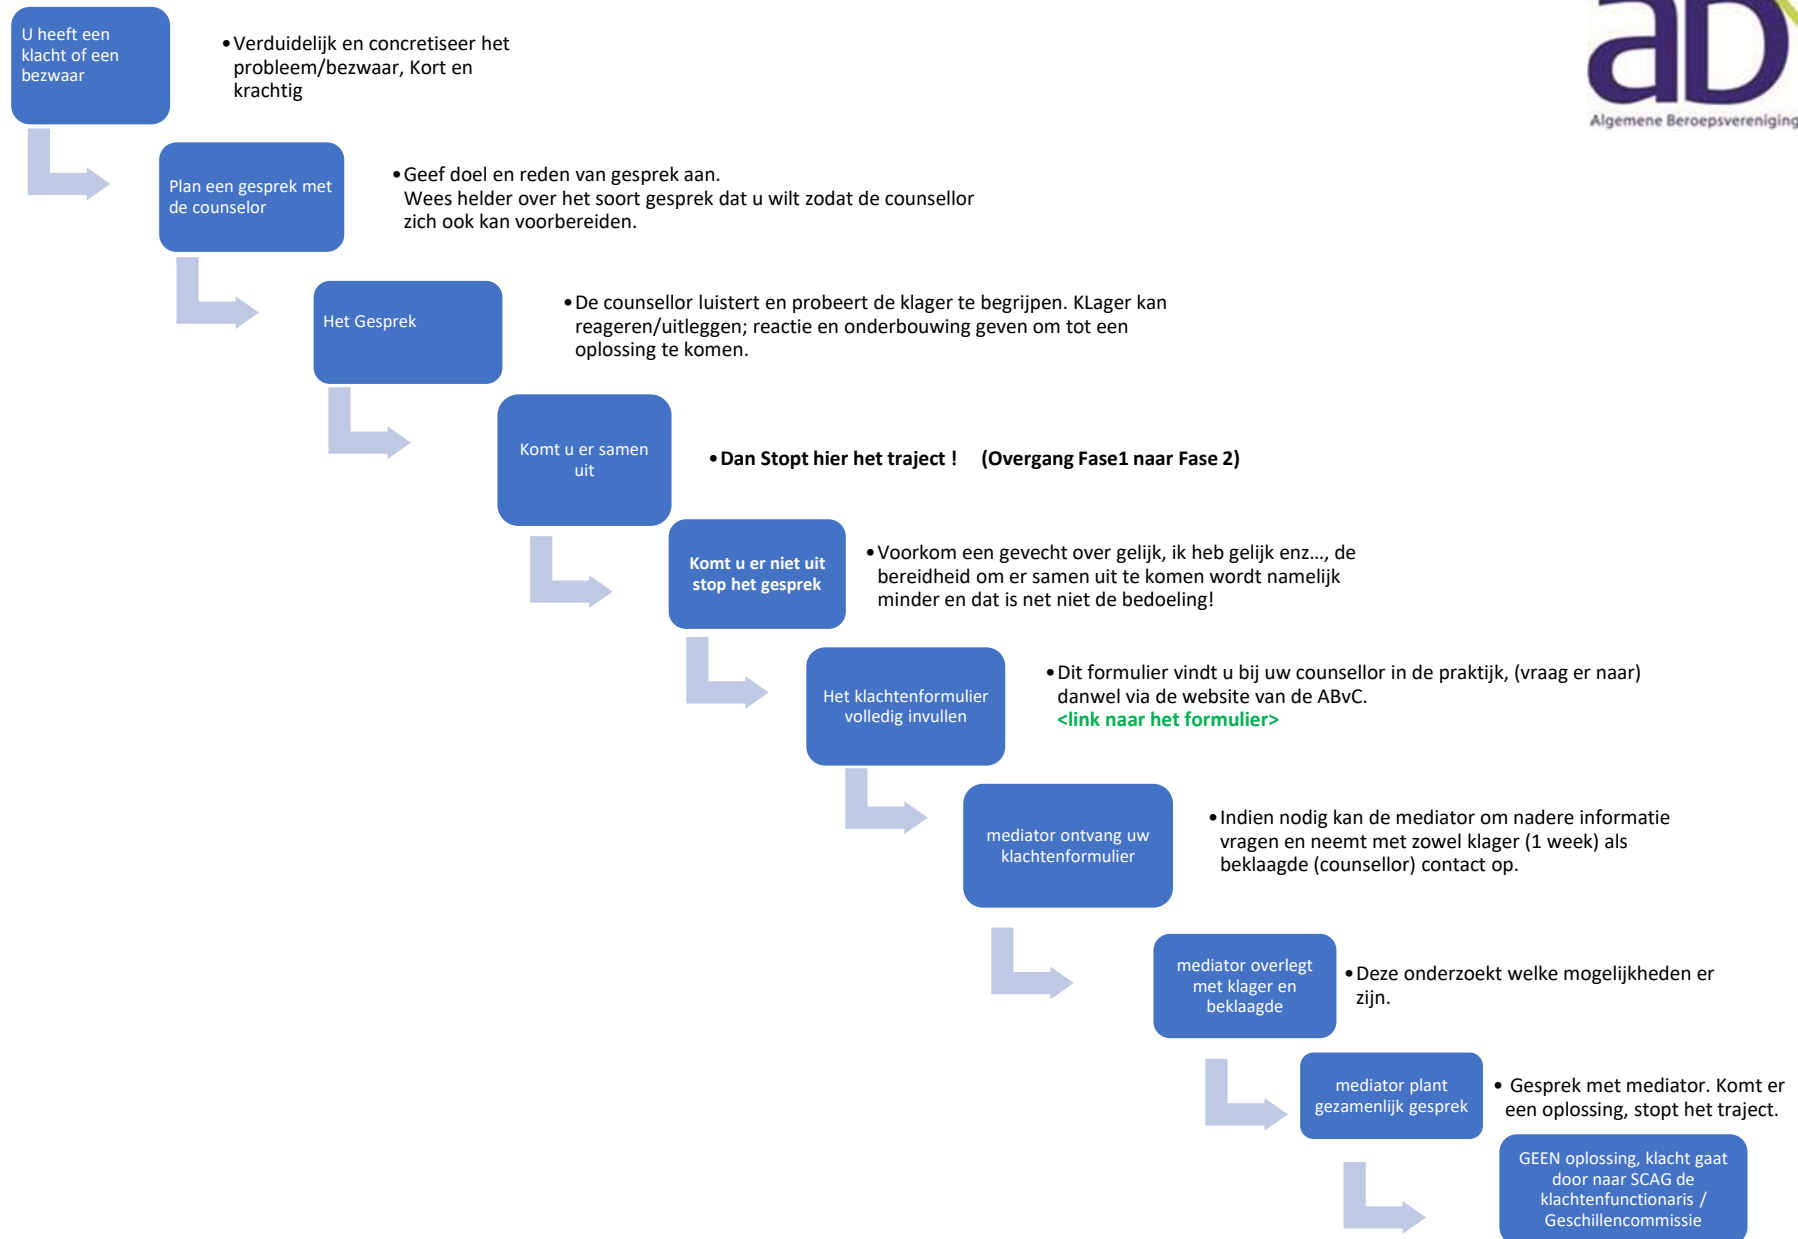 U heeft een
klacht of een
bezwaar
•Verduidelijk en concretiseer het
probleem/bezwaar, Kort en
krachtig
Algemene Beroepsvereniging
Plan een gesprek met
de counselor
•Geef doel en reden van gesprek aan.
Wees helder over het soort gesprek dat u wilt zodat de counsellor
zich ook kan voorbereiden.
Het Gesprek
•De counsellor luistert en probeert de klager te begrijpen. KLager kan
reageren/uitleggen; reactie en onderbouwing geven om tot een
oplossing te komen.
Komt u er samen
uit
•Dan Stopt hier het traject ! (Overgang Fase1 naar Fase 2)
Komt u er niet uit
stop het gesprek
•Voorkom een gevecht over gelijk, ik heb gelijk enz…, de
bereidheid om er samen uit te komen wordt namelijk
minder en dat is net niet de bedoeling!
Het klachtenformulier
volledig invullen
•Dit formulier vindt u bij uw counsellor in de praktijk, (vraag er naar)
danwel via de website van de ABvC.
<link naar het formulier>
mediator ontvang uw
klachtenformulier
•Indien nodig kan de mediator om nadere informatie
vragen en neemt met zowel klager (1 week) als
beklaagde (counsellor) contact op.
mediator overlegt
met klager en
beklaagde
•Deze onderzoekt welke mogelijkheden er
zijn.
mediator plant
gezamenlijk gesprek
• Gesprek met mediator. Komt er
een oplossing, stopt het traject.
GEEN oplossing, klacht gaat
door naar SCAG de
klachtenfunctionaris /
Geschillencommissie